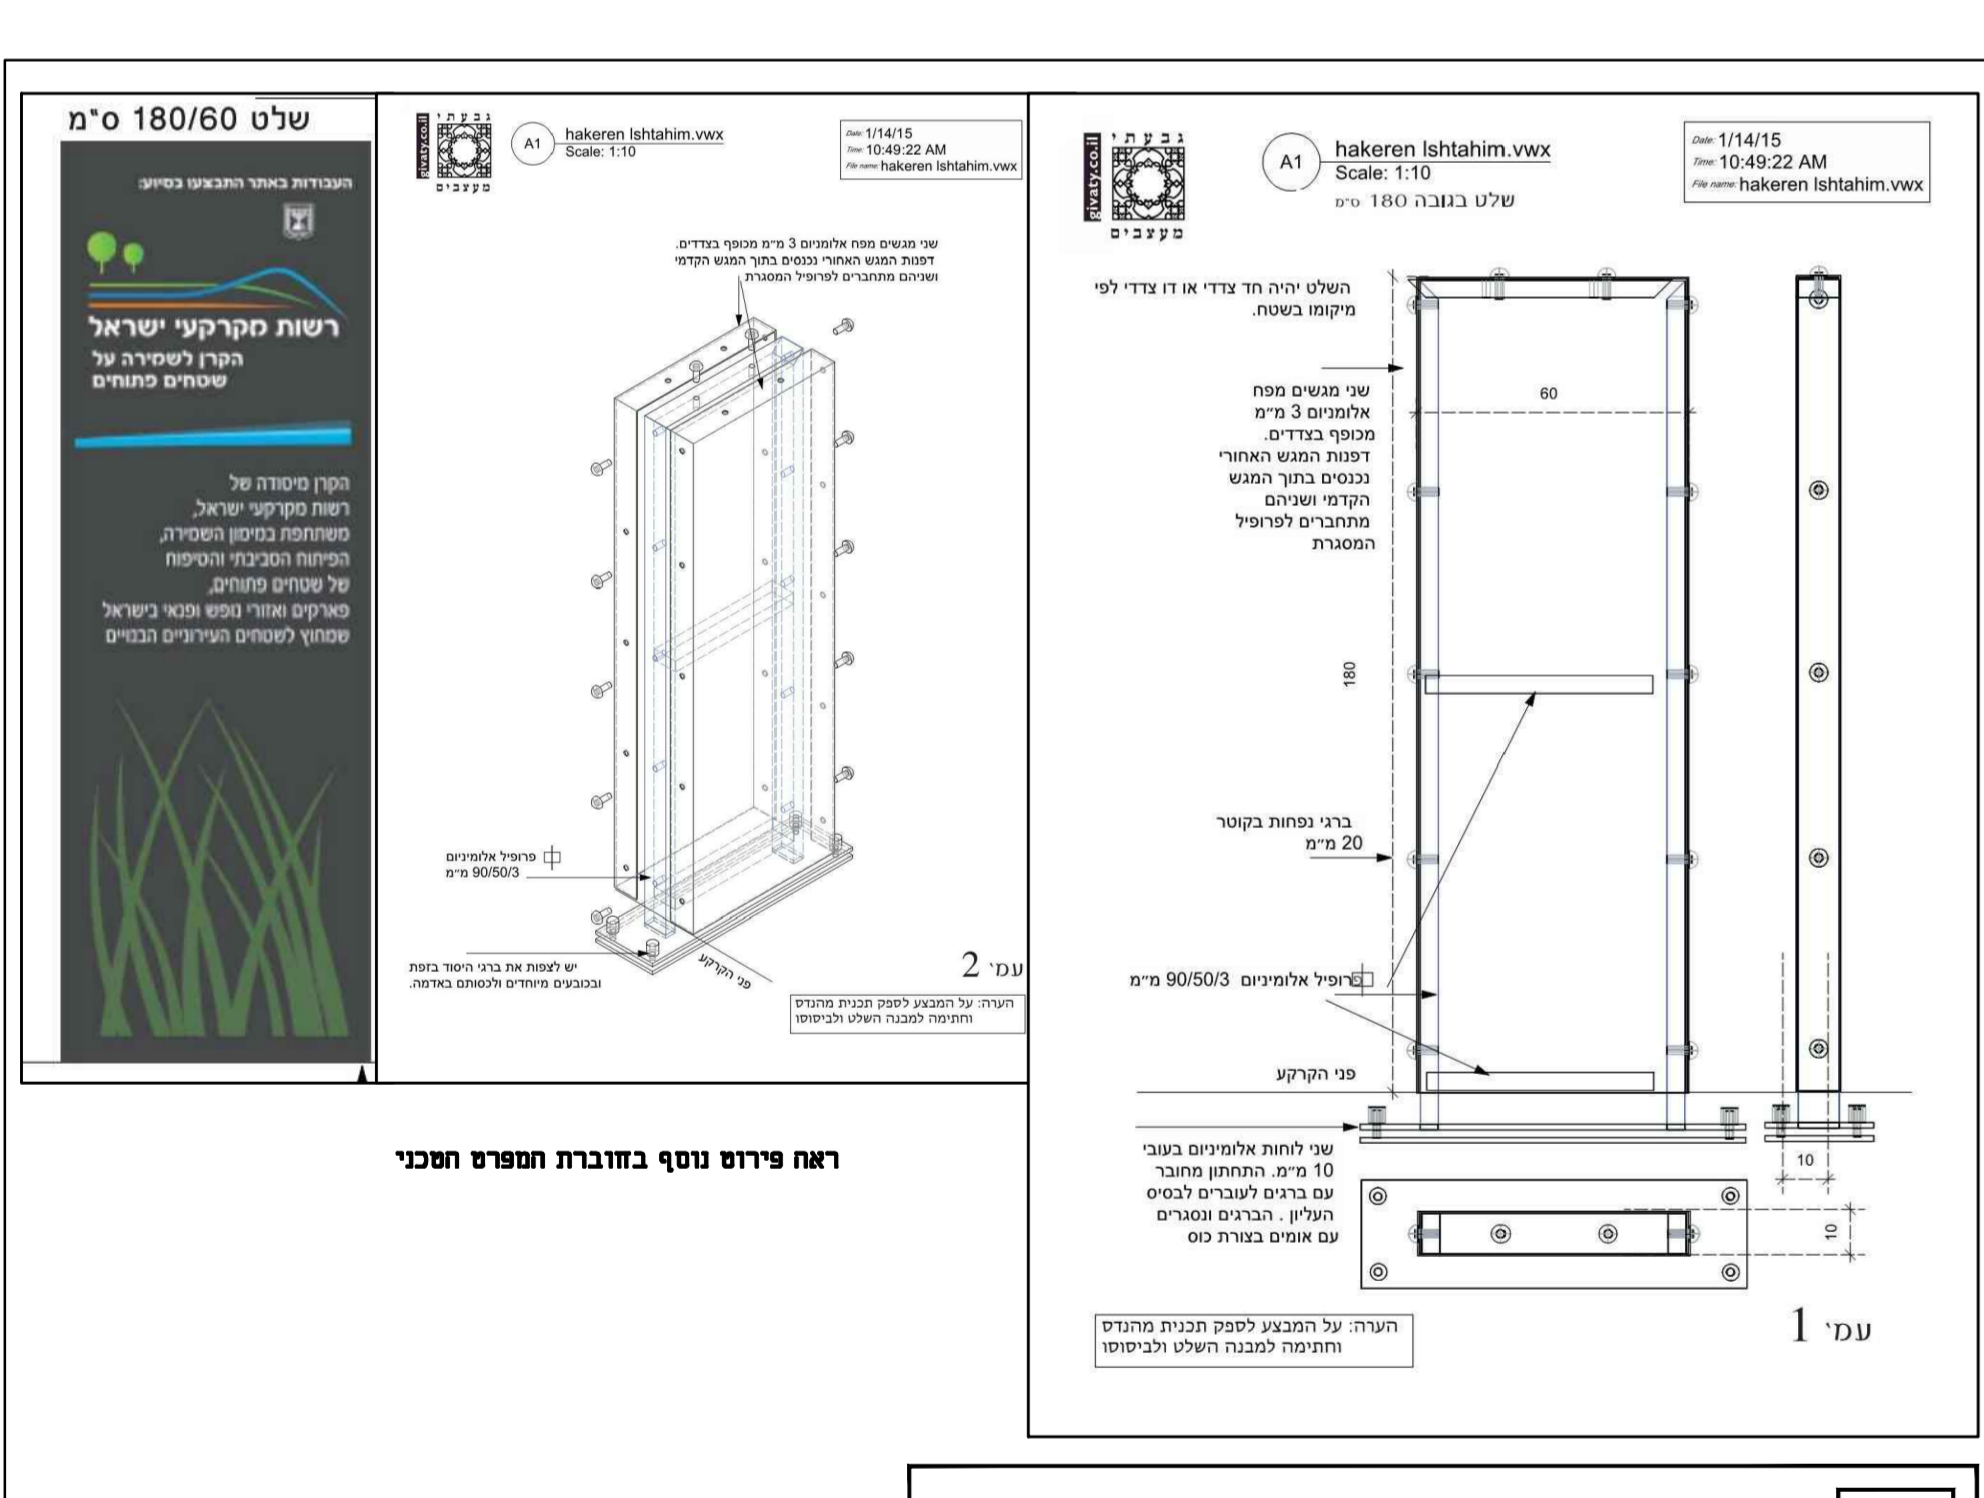 שלט 180/60 ס"מ
העבודות באתר התבצעו בסיוע:
רשות מקרקעי ישראל
הקרן לשמירה על
שטחים פתוחים
הקרן מיסודה של
רשות מקרקעי ישראל,
משתתפת במימון השמירה,
הפיתוח הסביבתי והטיפוח
של שטחים פתוחים,
פארקים ואזורי נופש ופנאי בישראל
שמחוץ לשטחים העירוניים הבנויים
givaty.co.il
גבעתי
מעצבים
A1
hakeren lshtahim.vwx
Scale: 1:10
Date: 1/14/15
Time: 10:49:22 AM
File name: hakeren lshtahim.vwx
שני מגשים מפח אלומניום 3 מ״מ מכופף בצדדים.
דפנות המגש האחורי נכנסים בתוך המגש הקדמי
ושניהם מתחברים לפרופיל המסגרת
פרופיל אלומיניום
90/50/3 מ״מ
יש לצפות את ברגי היסוד בזפת
ובכובעים מיוחדים ולכסותם באדמה.
פני הקרקע
עמ' 2
הערה: על המבצע לספק תכנית מהנדס
וחתימה למבנה השלט ולביסוסו
ראה פירוט נוסף בחוברת המפרט הטכני
givaty.co.il
גבעתי
מעצבים
A1
hakeren lshtahim.vwx
Scale: 1:10
שלט בגובה 180 ס״מ
Date: 1/14/15
Time: 10:49:22 AM
File name: hakeren lshtahim.vwx
השלט יהיה חד צדדי או דו צדדי לפי
מיקומו בשטח.
שני מגשים מפח
אלומניום 3 מ״מ
מכופף בצדדים.
דפנות המגש האחורי
נכנסים בתוך המגש
הקדמי ושניהם
מתחברים לפרופיל
המסגרת
60
180
ברגי נפחות בקוטר
20 מ״מ
פרופיל אלומיניום 90/50/3 מ״מ
פני הקרקע
שני לוחות אלומיניום בעובי
10 מ״מ. התחתון מחובר
עם ברגים לעוברים לבסיס
העליון . הברגים ונסגרים
עם אומים בצורת כוס
10
10
הערה: על המבצע לספק תכנית מהנדס
וחתימה למבנה השלט ולביסוסו
עמ' 1